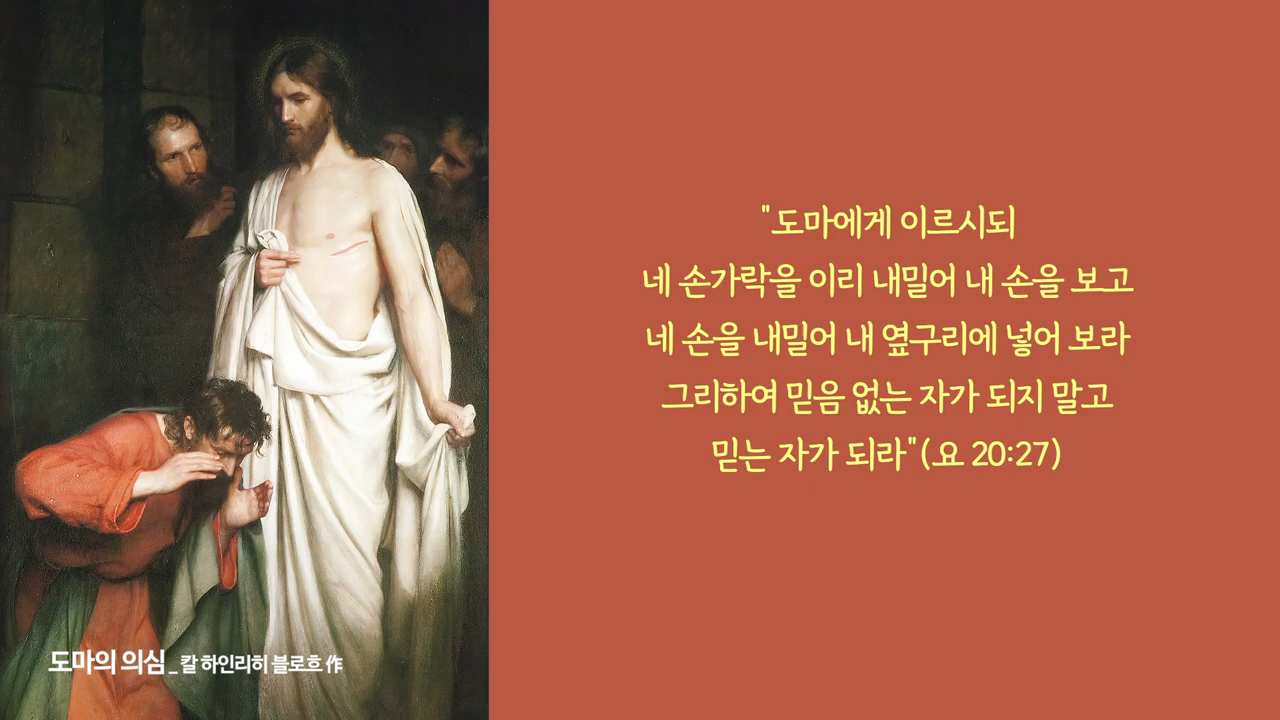 "도마에게 이르시되
네 손가락을 이리 내밀어 내 손을 보고
네 손을 내밀어 내 옆구리에 넣어 보라
그리하여 믿음 없는 자가 되지 말고
믿는 자가 되라"(요 20:27)
도마의 의심_칼 하인리히 블로흐 作